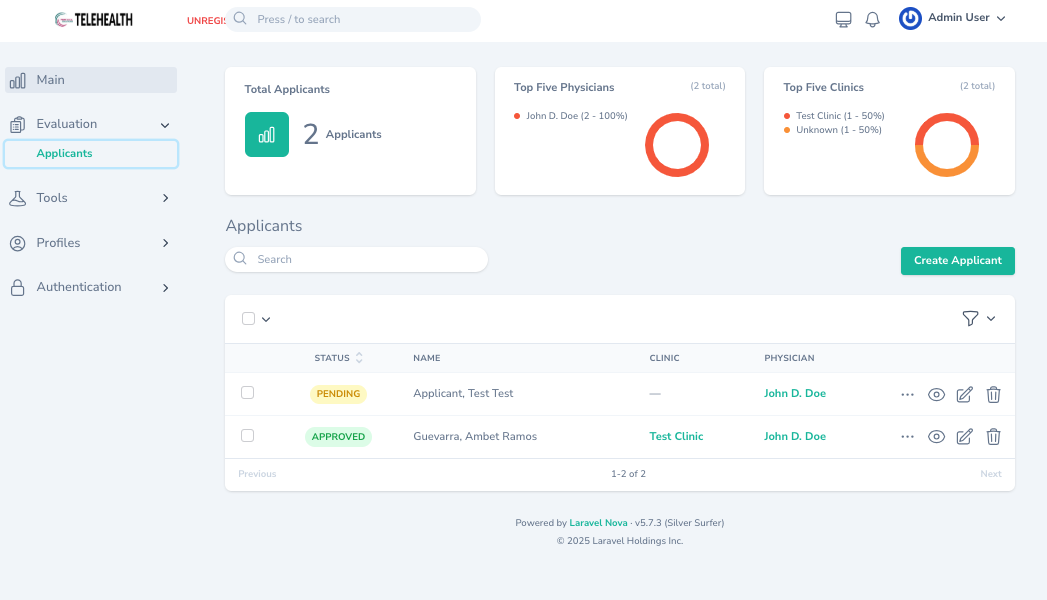 TELEHEALTH
UNREGIS
Press / to search
Admin User
Main
Evaluation
Applicants
Tools
Profiles
Authentication
Total Applicants
2 Applicants
Top Five Physicians (2 total)
John D. Doe (2 - 100%)
Top Five Clinics (2 total)
Test Clinic (1 - 50%)
Unknown (1 - 50%)
Applicants
Search
Create Applicant
STATUS NAME CLINIC PHYSICIAN
PENDING Applicant, Test Test — John D. Doe
APPROVED Guevarra, Ambet Ramos Test Clinic John D. Doe
Previous 1-2 of 2 Next
Powered by Laravel Nova · v5.7.3 (Silver Surfer)
© 2025 Laravel Holdings Inc.